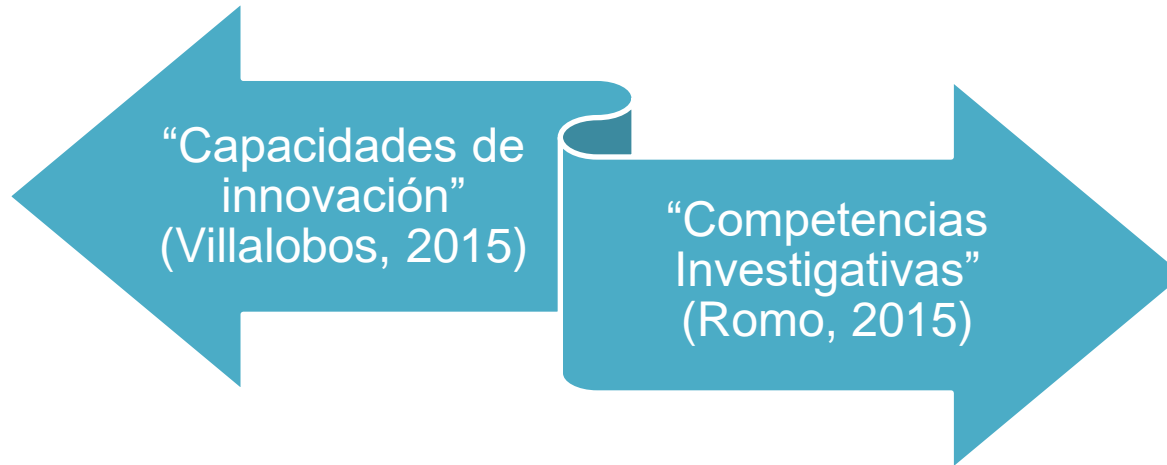 “Capacidades de
innovación”
(Villalobos, 2015)
“Competencias
Investigativas”
(Romo, 2015)